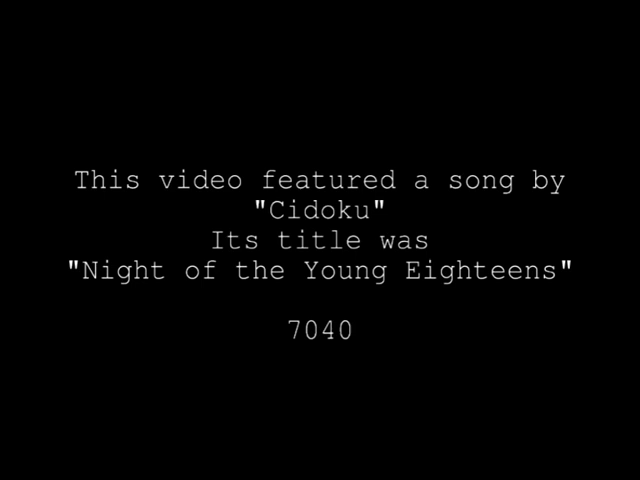 This video featured a song by
"Cidoku"
Its title was
"Night of the Young Eighteens"
7040